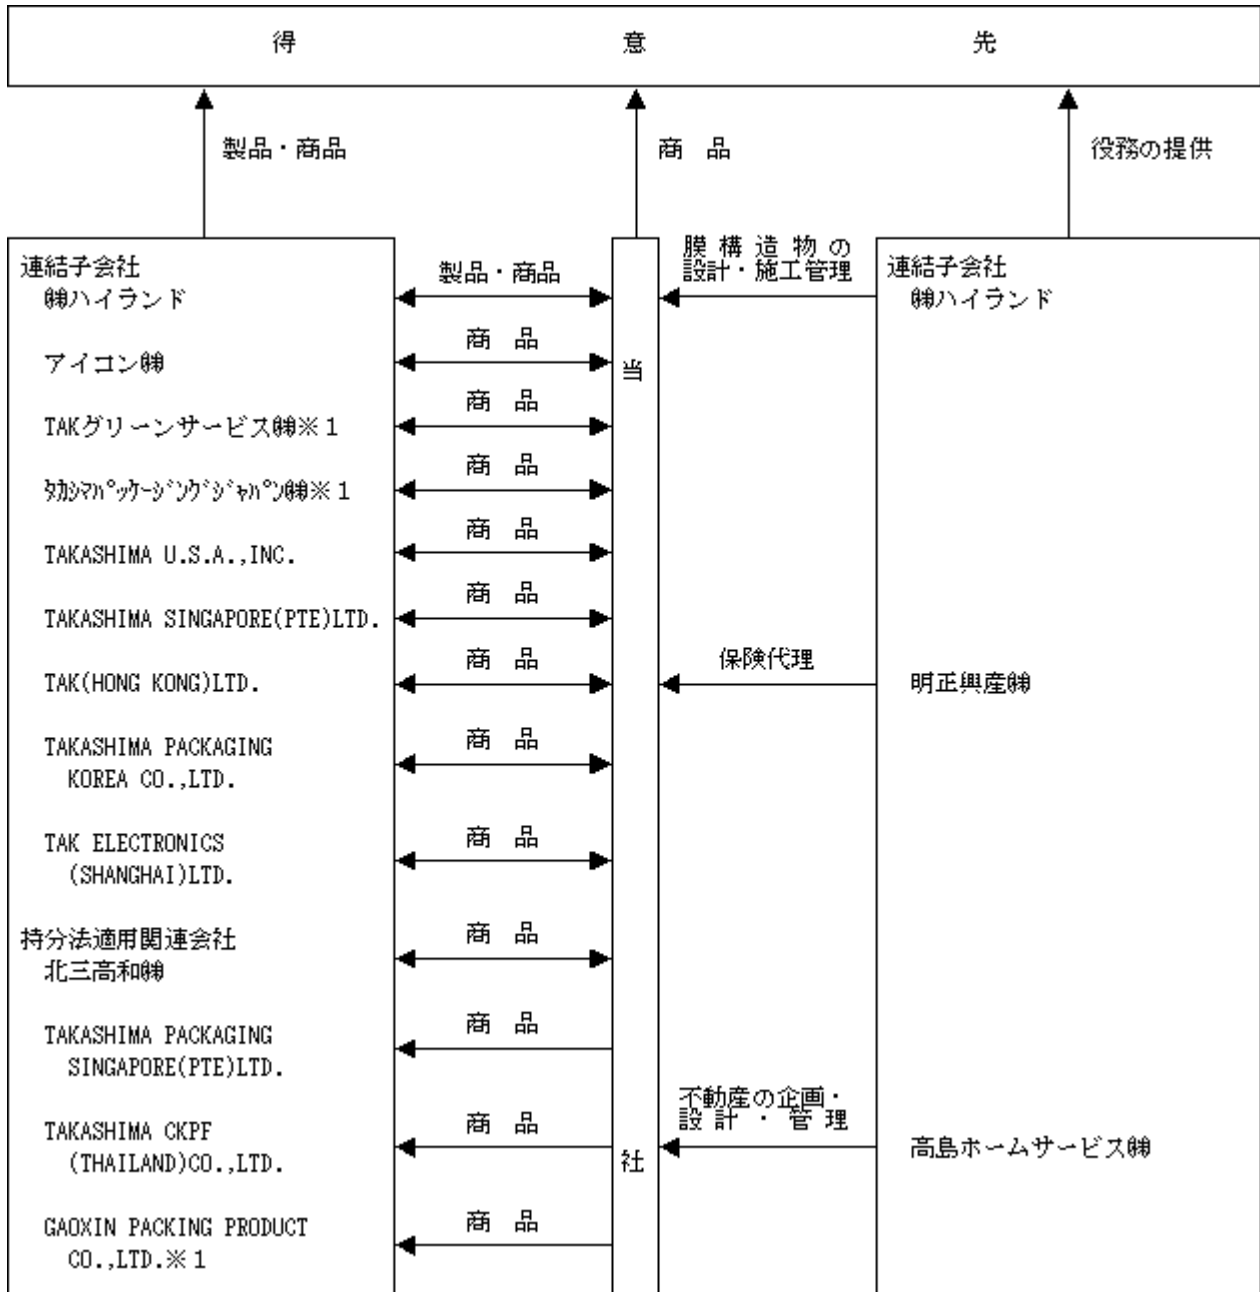 得 意 先
製品・商品
商 品
役務の提供
連結子会社
㈱ハイランド
製品・商品
アイコン㈱
商 品
TAKグリーンサービス㈱※１
商 品
ﾀｶｼﾏﾊﾟｯｹｰｼﾞﾝｸﾞｼﾞｬﾊﾟﾝ㈱※１
商 品
TAKASHIMA U.S.A.,INC.
商 品
TAKASHIMA SINGAPORE(PTE)LTD.
商 品
TAK(HONG KONG)LTD.
商 品
TAKASHIMA PACKAGING
KOREA CO.,LTD.
商 品
TAK ELECTRONICS
(SHANGHAI)LTD.
商 品
持分法適用関連会社
北三高和㈱
商 品
TAKASHIMA PACKAGING
SINGAPORE(PTE)LTD.
商 品
TAKASHIMA CKPF
(THAILAND)CO.,LTD.
商 品
GAOXIN PACKING PRODUCT
CO.,LTD.※１
商 品
当
社
膜構造物の
設計・施工管理
保険代理
不動産の企画・
設計・管理
連結子会社
㈱ハイランド
明正興産㈱
高島ホームサービス㈱